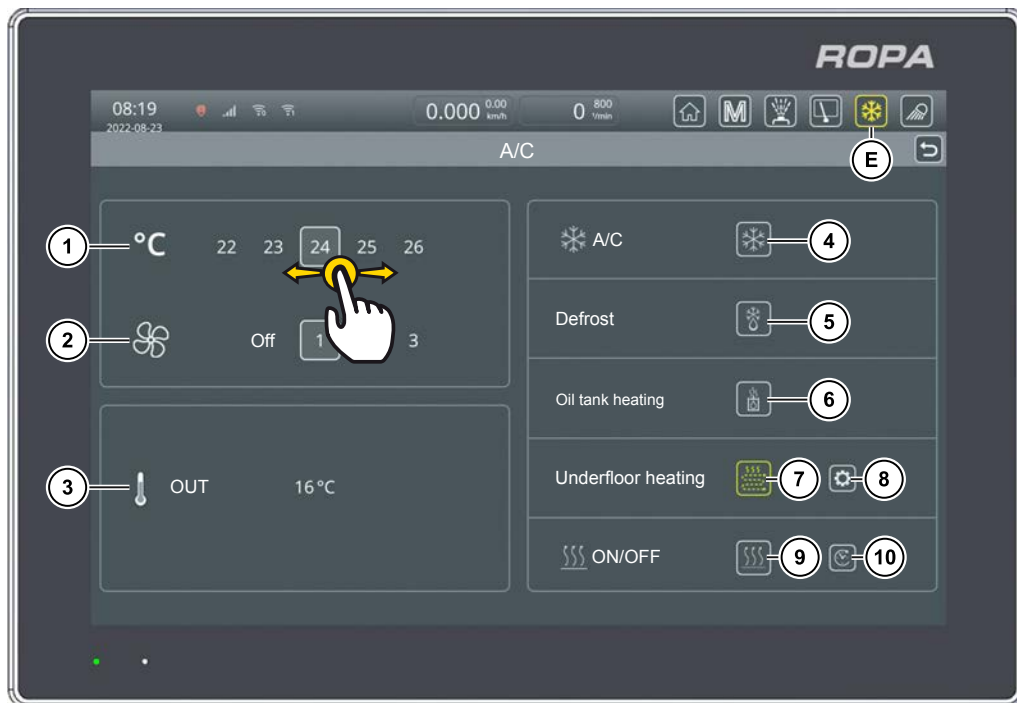 ROPA
08:19 0.000 0.00 km/h 0 800 1/min M
2022-08-23
A/C
E
1 °C 22 23 24 25 26
A/C 4
2 Off 1 3
Defrost 5
Oil tank heating 6
3 OUT 16°C
Underfloor heating 7 8
ON/OFF 9 10